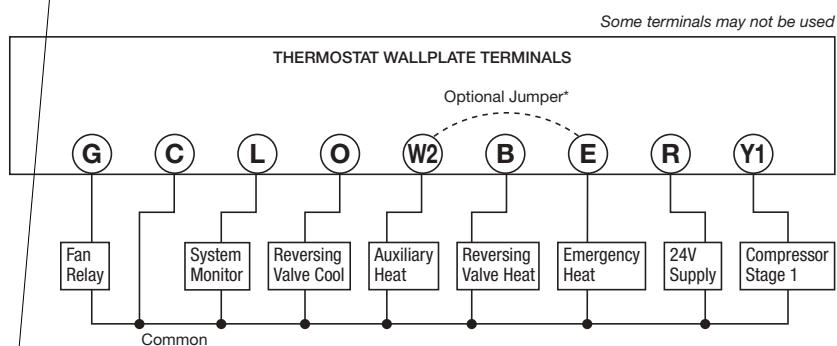 Some terminals may not be used
THERMOSTAT WALLPLATE TERMINALS
Optional Jumper*
G C L O W2 B E R Y1
Fan
Relay
System
Monitor
Reversing
Valve Cool
Auxiliary
Heat
Reversing
Valve Heat
Emergency
Heat
24V
Supply
Compressor
Stage 1
Common